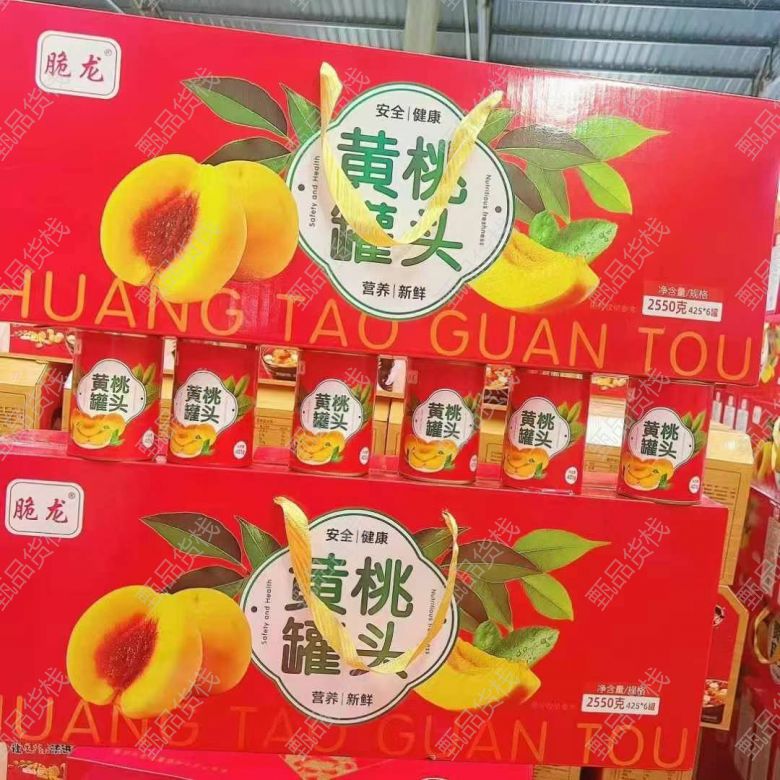 脆龙®
安全|健康
黄桃
罐头
Safety and Health
Nutritious freshness
营养|新鲜
净含量/规格
2550克 425*6罐
HUANG TAO GUAN TOU
黄桃
罐头
黄桃
罐头
黄桃
罐头
黄桃
罐头
黄桃
罐头
黄桃
罐头
脆龙®
安全|健康
黄桃
罐头
Safety and Health
营养|新鲜
净含量/规格
2550克 425*6罐
HUANG TAO GUAN TOU
甄品货栈